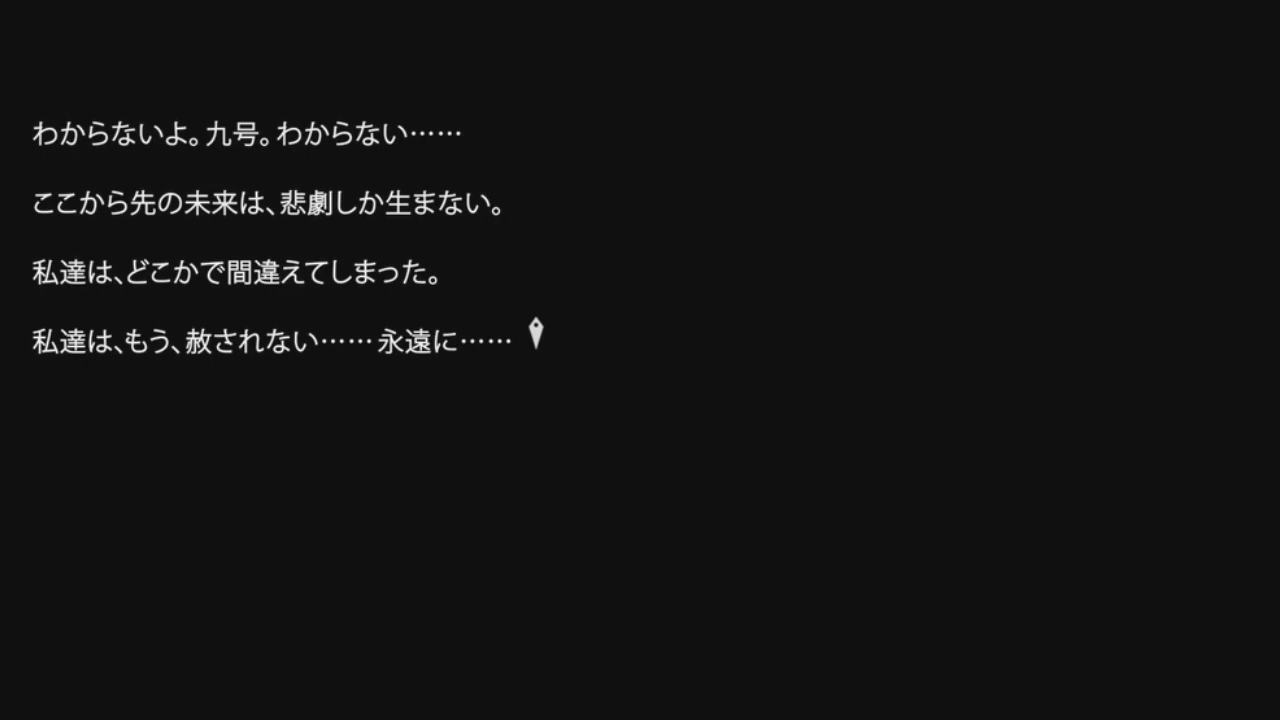 わからないよ。九号。わからない……
ここから先の未来は、悲劇しか生まない。
私達は、どこかで間違えてしまった。
私達は、もう、赦されない…… 永遠に……